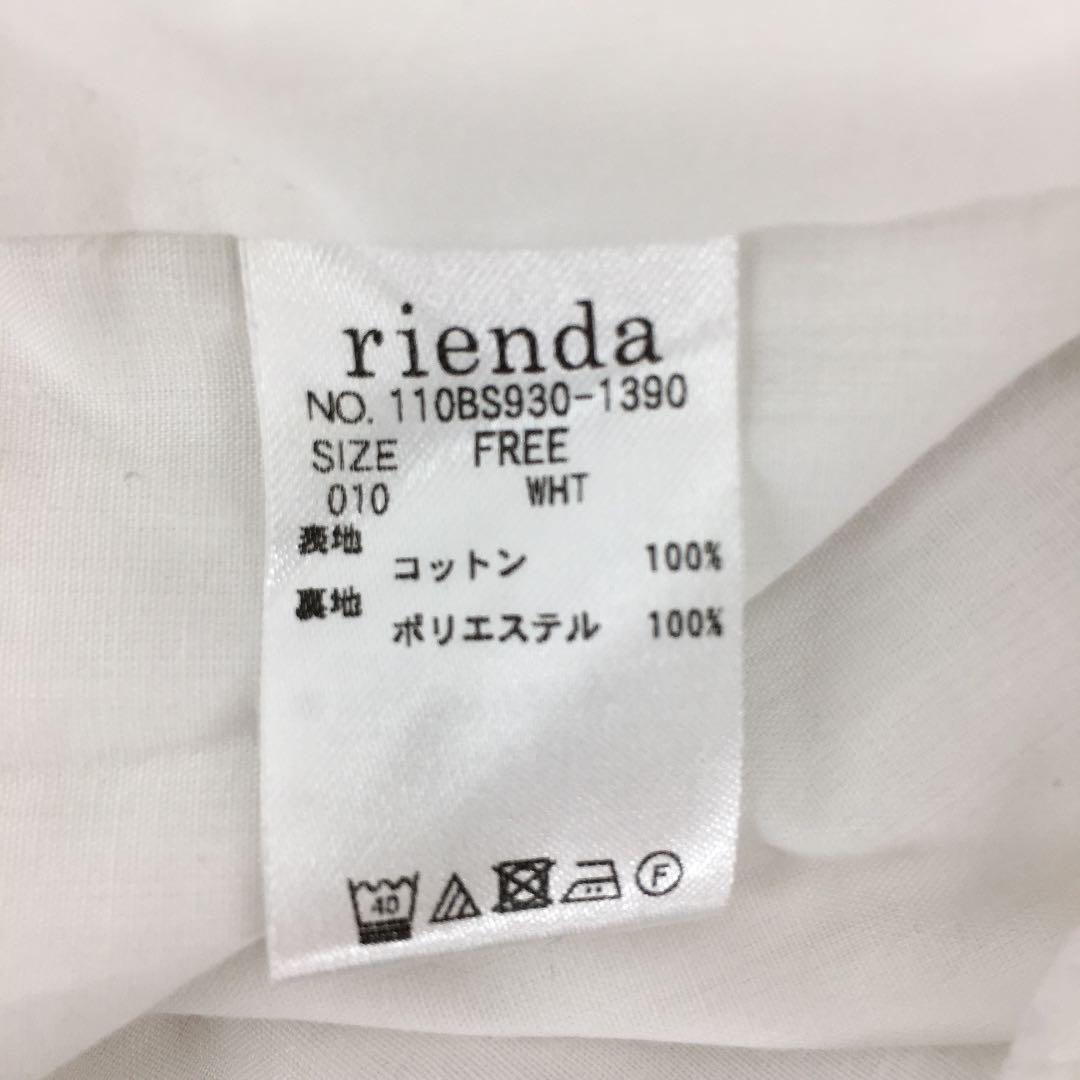 rienda
NO. 110BS930-1390
SIZE FREE
010 WHT
表地
コットン 100%
裏地
ポリエステル 100%
40
F